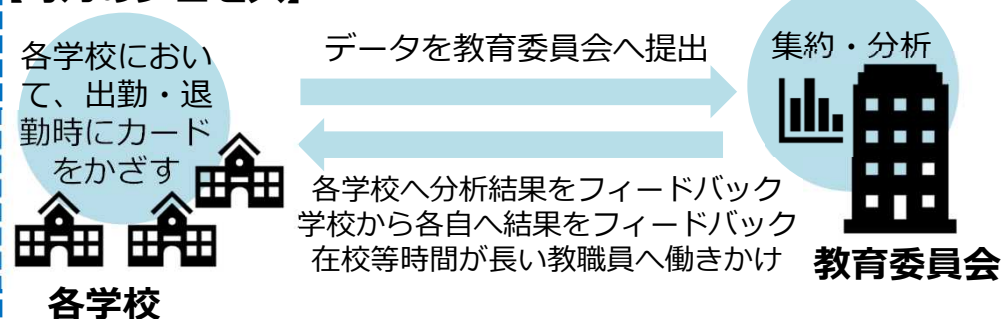 各学校におい
て、出勤・退
勤時にカード
をかざす
各学校
データを教育委員会へ提出
各学校へ分析結果をフィードバック
学校から各自へ結果をフィードバック
在校等時間が長い教職員へ働きかけ
集約・分析
教育委員会